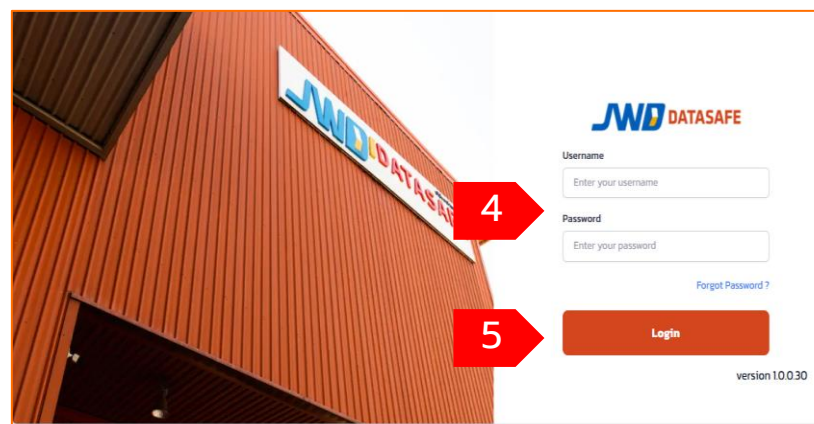 JWD DATASAFE
JWD DATASAFE
Username
Enter your username
4
Password
Enter your password
Forgot Password ?
5
Login
version 1.0.0.30